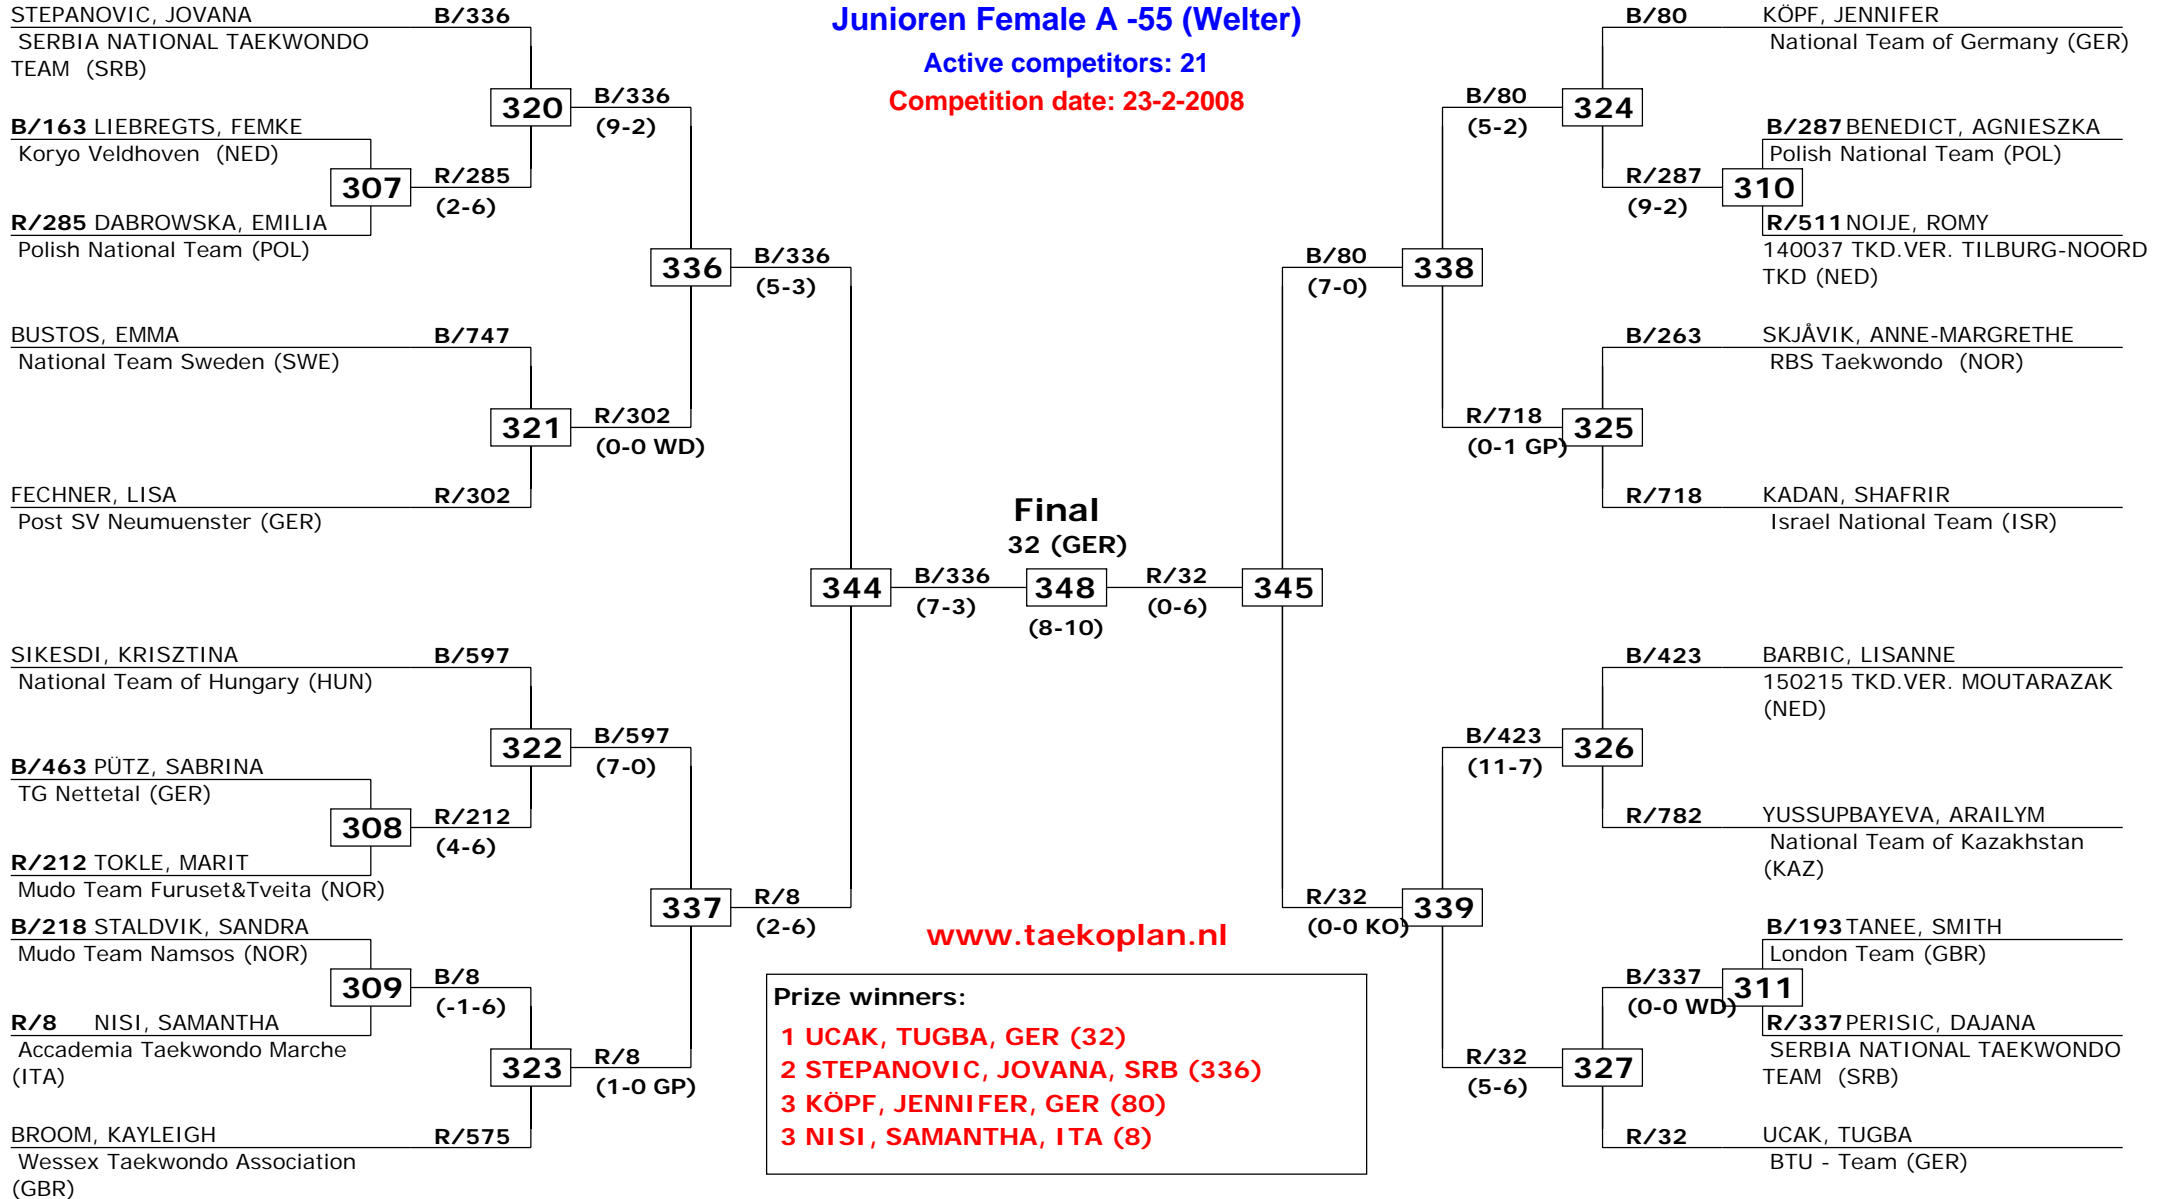 Junioren Female A -55 (Welter)
Active competitors: 21
Competition date: 23-2-2008
STEPANOVIC, JOVANA B/336
SERBIA NATIONAL TAEKWONDO
TEAM (SRB)
320 B/336
(9-2)
B/163 LIEBREGTS, FEMKE
Koryo Veldhoven (NED)
307 R/285
(2-6)
R/285 DABROWSKA, EMILIA
Polish National Team (POL)
336 B/336
(5-3)
BUSTOS, EMMA B/747
National Team Sweden (SWE)
321 R/302
(0-0 WD)
FECHNER, LISA R/302
Post SV Neumuenster (GER)
344 B/336
(7-3)
SIKESDI, KRISZTINA B/597
National Team of Hungary (HUN)
322 B/597
(7-0)
B/463 PÜTZ, SABRINA
TG Nettetal (GER)
308 R/212
(4-6)
R/212 TOKLE, MARIT
Mudo Team Furuset&Tveita (NOR)
337 R/8
(2-6)
B/218 STALDVIK, SANDRA
Mudo Team Namsos (NOR)
309 B/8
(-1-6)
R/8 NISI, SAMANTHA
Accademia Taekwondo Marche
(ITA)
323 R/8
(1-0 GP)
BROOM, KAYLEIGH R/575
Wessex Taekwondo Association
(GBR)
Final
32 (GER)
348
(8-10)
B/80 KÖPF, JENNIFER
National Team of Germany (GER)
B/80 324
(5-2)
B/287 BENEDICT, AGNIESZKA
Polish National Team (POL)
R/287 310
(9-2)
R/511 NOIJE, ROMY
140037 TKD.VER. TILBURG-NOORD
TKD (NED)
B/80 338
(7-0)
B/263 SKJÅVIK, ANNE-MARGRETHE
RBS Taekwondo (NOR)
R/718 325
(0-1 GP)
R/718 KADAN, SHAFRIR
Israel National Team (ISR)
R/32 345
(0-6)
B/423 BARBIC, LISANNE
150215 TKD.VER. MOUTARAZAK
(NED)
B/423 326
(11-7)
R/782 YUSSUPBAYEVA, ARAILYM
National Team of Kazakhstan
(KAZ)
R/32 339
(0-0 KO)
B/193 TANEE, SMITH
London Team (GBR)
B/337 311
(0-0 WD)
R/337 PERISIC, DAJANA
SERBIA NATIONAL TAEKWONDO
TEAM (SRB)
R/32 327
(5-6)
R/32 UCAK, TUGBA
BTU - Team (GER)
www.taekoplan.nl
Prize winners:
1 UCAK, TUGBA, GER (32)
2 STEPANOVIC, JOVANA, SRB (336)
3 KÖPF, JENNIFER, GER (80)
3 NISI, SAMANTHA, ITA (8)